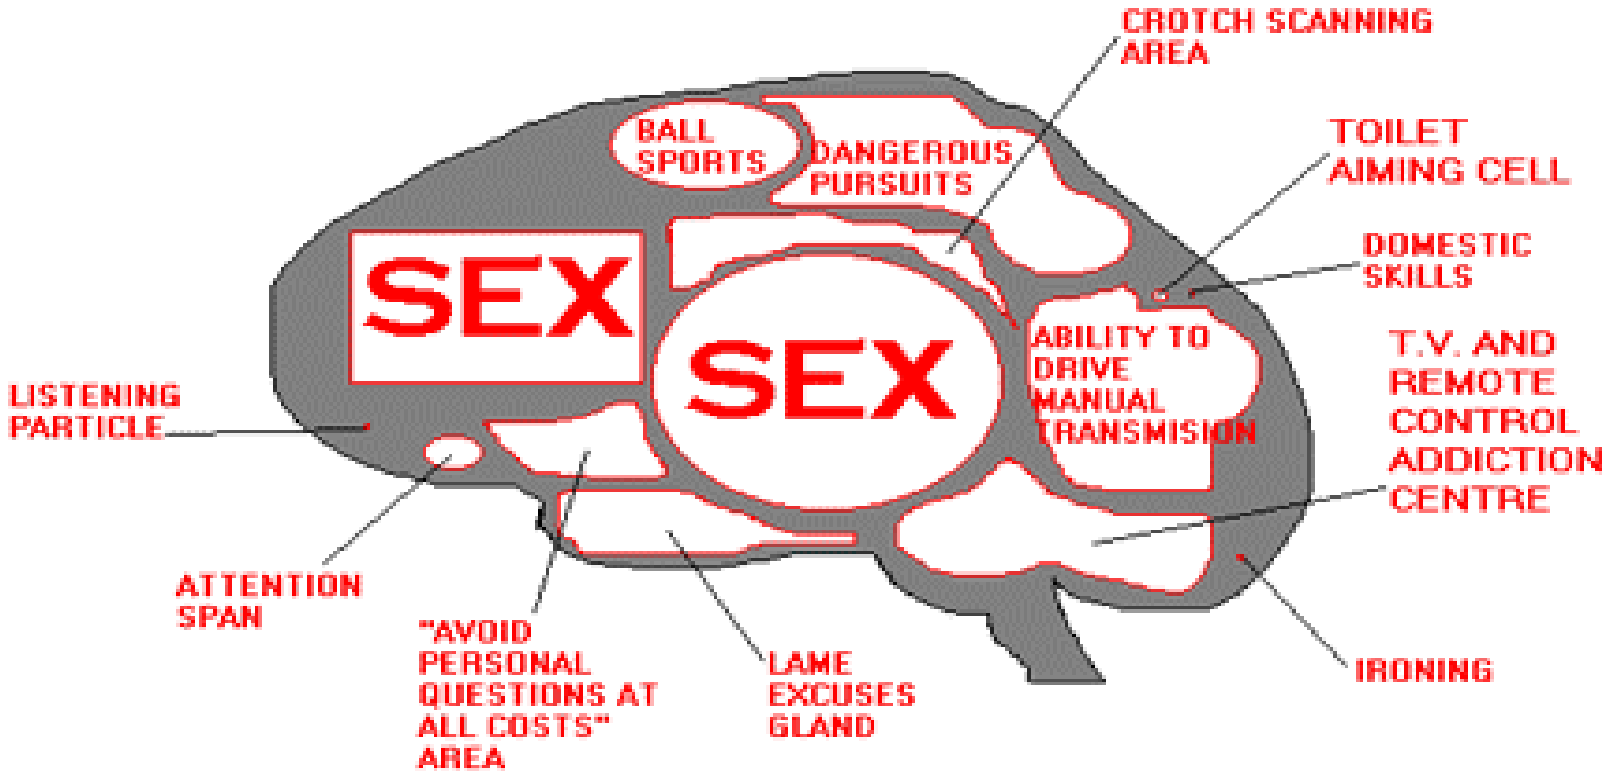 CROTCH SCANNING
AREA
BALL
SPORTS
DANGEROUS
PURSUITS
TOILET
AIMING CELL
DOMESTIC
SKILLS
SEX
SEX
ABILITY TO
DRIVE
MANUAL
TRANSMISION
T.V. AND
REMOTE
CONTROL
ADDICTION
CENTRE
LISTENING
PARTICLE
ATTENTION
SPAN
"AVOID
PERSONAL
QUESTIONS AT
ALL COSTS"
AREA
LAME
EXCUSES
GLAND
IRONING